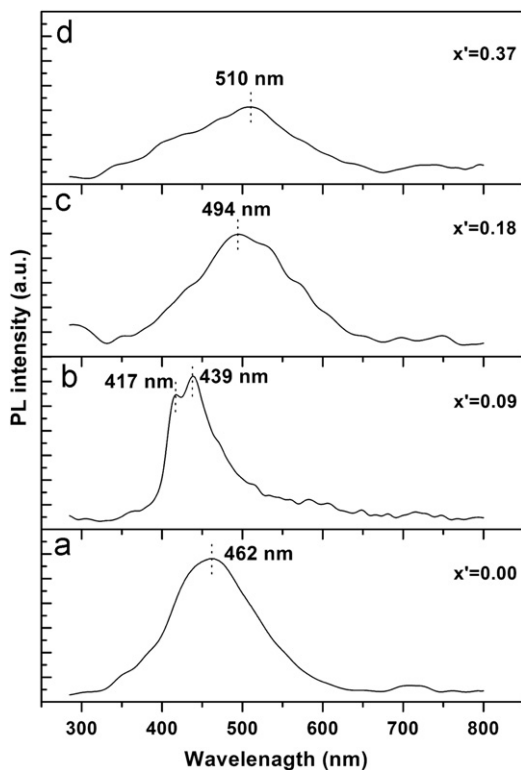 d
x'=0.37
510 nm
c
494 nm
x'=0.18
b
417 nm
439 nm
x'=0.09
a
462 nm
x'=0.00
PL intensity (a.u.)
300 400 500 600 700 800
Wavelenagth (nm)